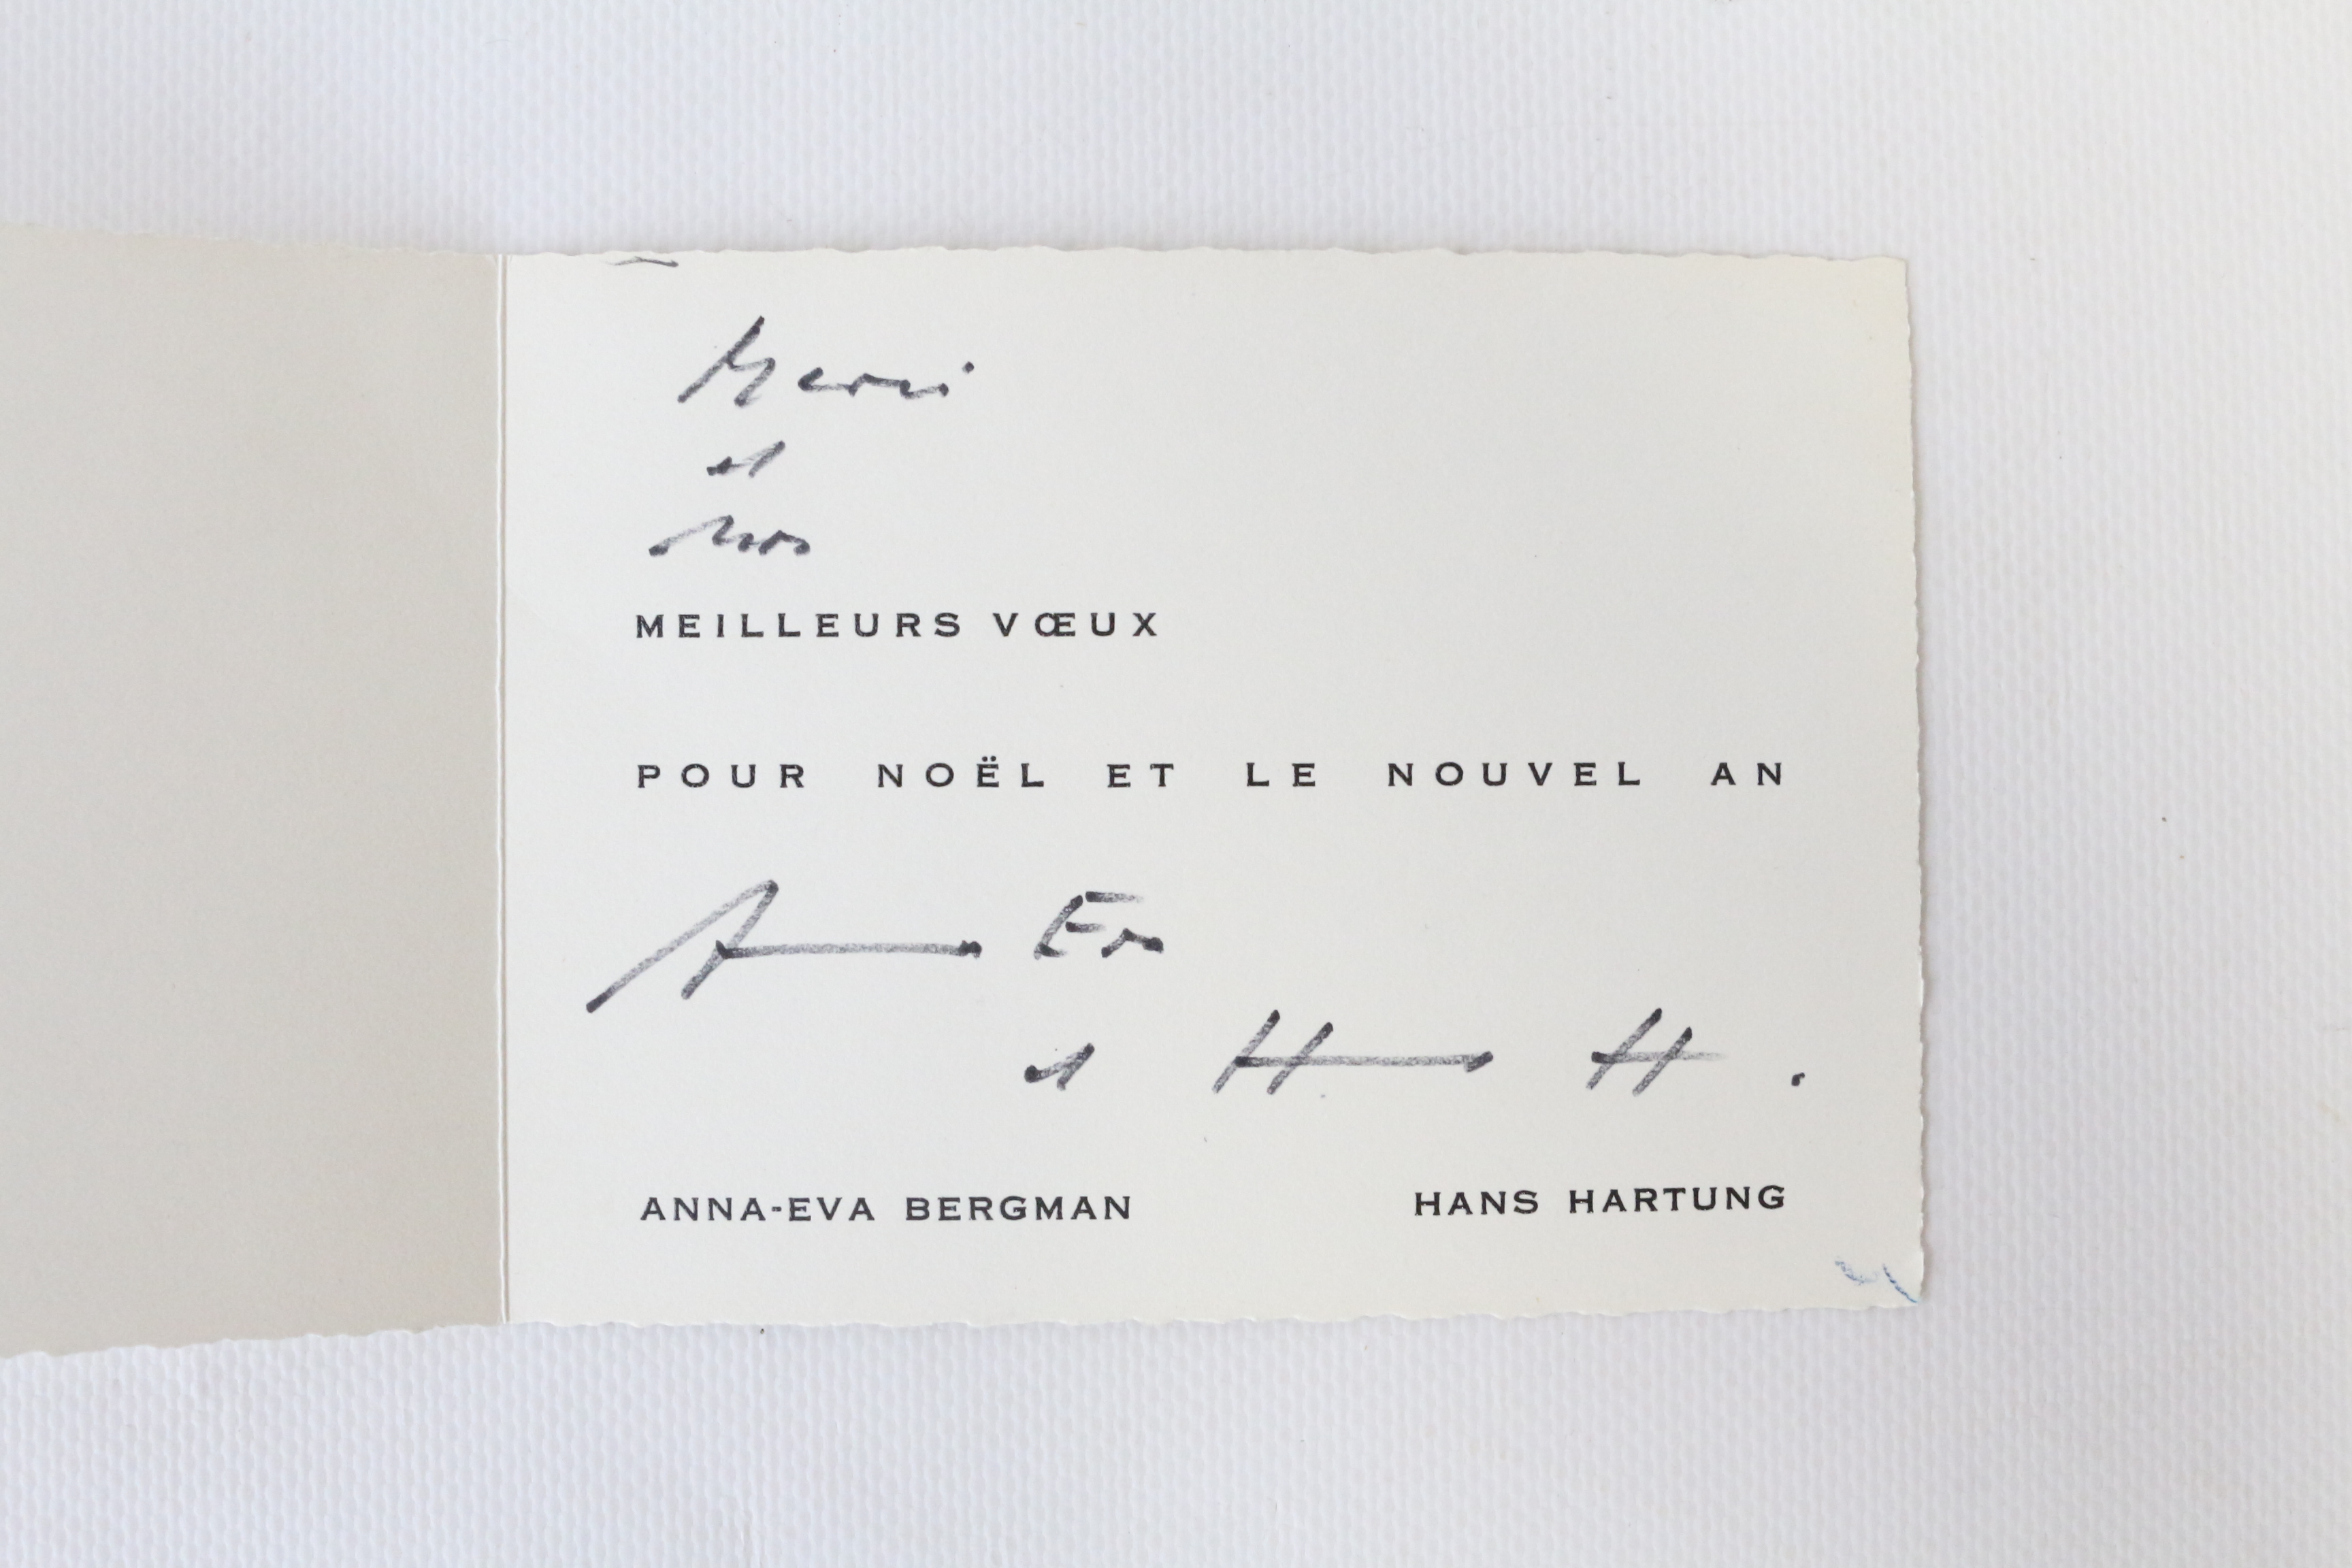 Merci
et
nos
MEILLEURS VŒUX
POUR NOËL ET LE NOUVEL AN
Anna Eva
et Hans H.
ANNA-EVA BERGMAN HANS HARTUNG